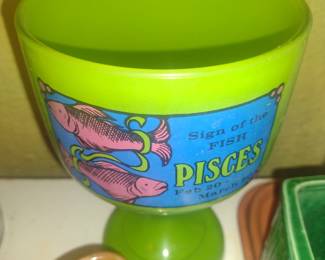 Sign of the
FISH
PISCES
Feb 20
March